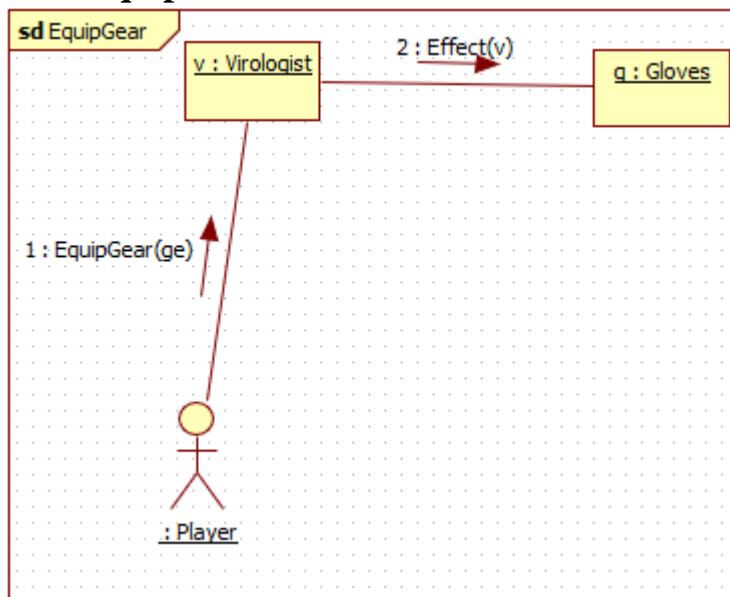 sd EquipGear
v : Virologist
2 : Effect(v)
g : Gloves
1 : EquipGear(ge)
: Player